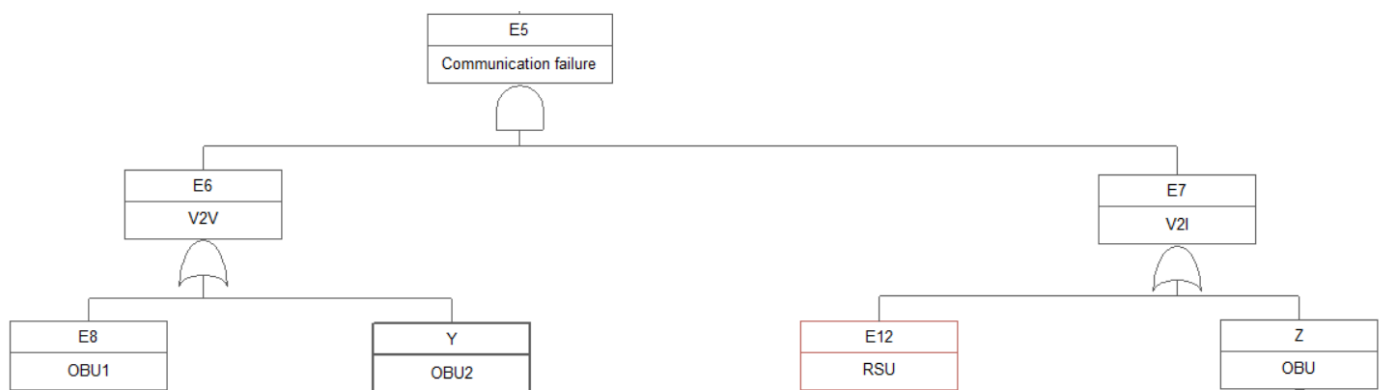 E5
Communication failure
E6
V2V
E7
V2I
E8
OBU1
Y
OBU2
E12
RSU
Z
OBU